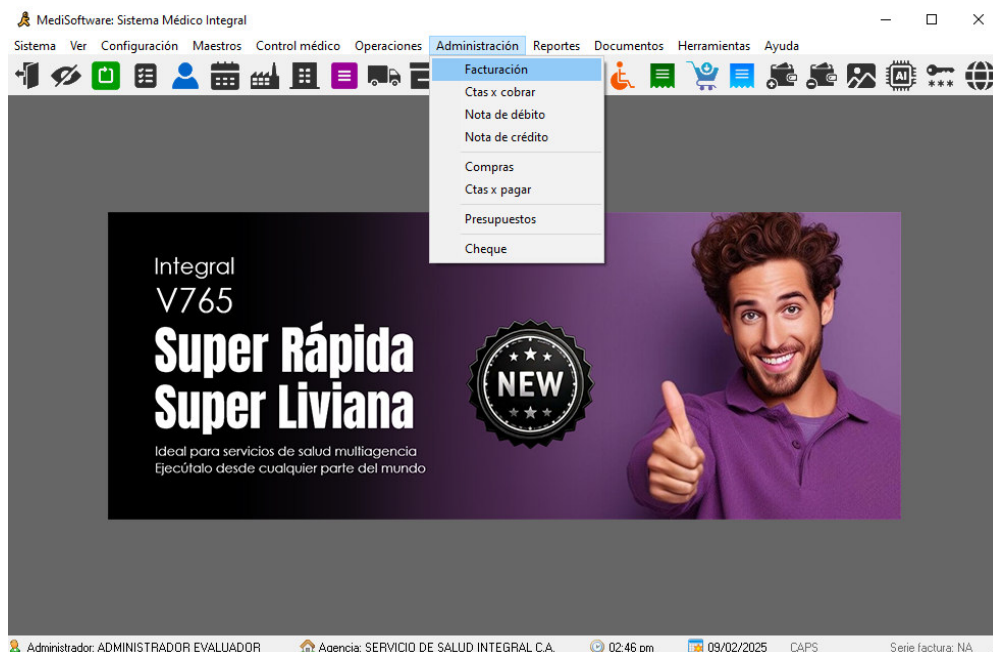 MediSoftware: Sistema Médico Integral
Sistema Ver Configuración Maestros Control médico Operaciones Administración Reportes Documentos Herramientas Ayuda
AI
Facturación
Ctas x cobrar
Nota de débito
Nota de crédito
Compras
Ctas x pagar
Presupuestos
Cheque
Integral
V765
Super Rápida
Super Liviana
Ideal para servicios de salud multiagencia
Ejecútalo desde cualquier parte del mundo
NEW
Administrador: ADMINISTRADOR EVALUADOR Agencia: SERVICIO DE SALUD INTEGRAL C.A. 02:46 pm 09/02/2025 CAPS Serie factura: NA